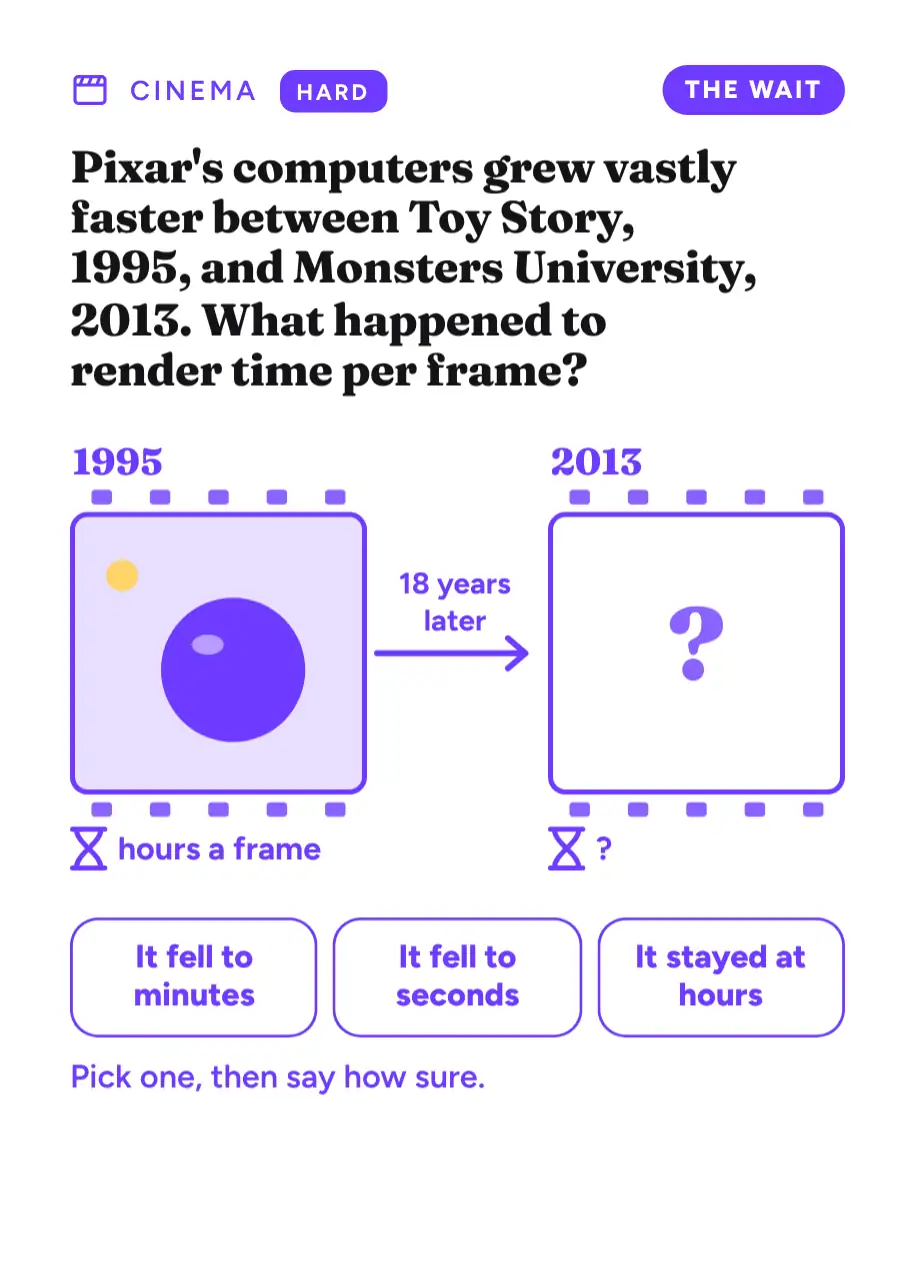 CINEMA
HARD
THE WAIT
Pixar's computers grew vastly
faster between Toy Story,
1995, and Monsters University,
2013. What happened to
render time per frame?
1995
2013
18 years
later
?
hours a frame
?
It fell to
minutes
It fell to
seconds
It stayed at
hours
Pick one, then say how sure.